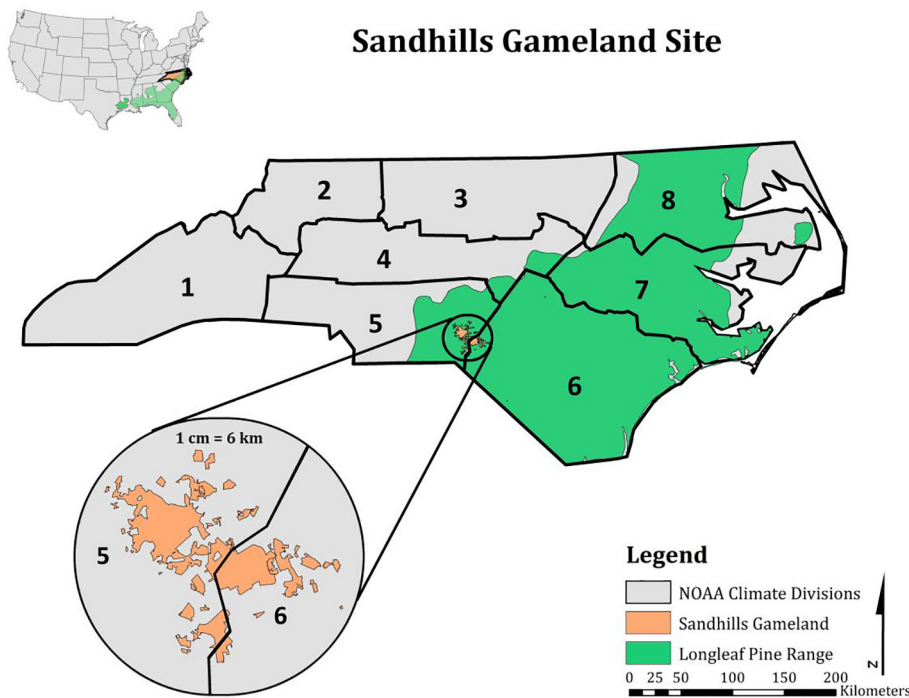 Sandhills Gameland Site
2
3
8
4
1
7
5
6
1 cm = 6 km
5
6
Legend
NOAA Climate Divisions
Sandhills Gameland
Longleaf Pine Range
N
0 25 50 100 150 200
Kilometers